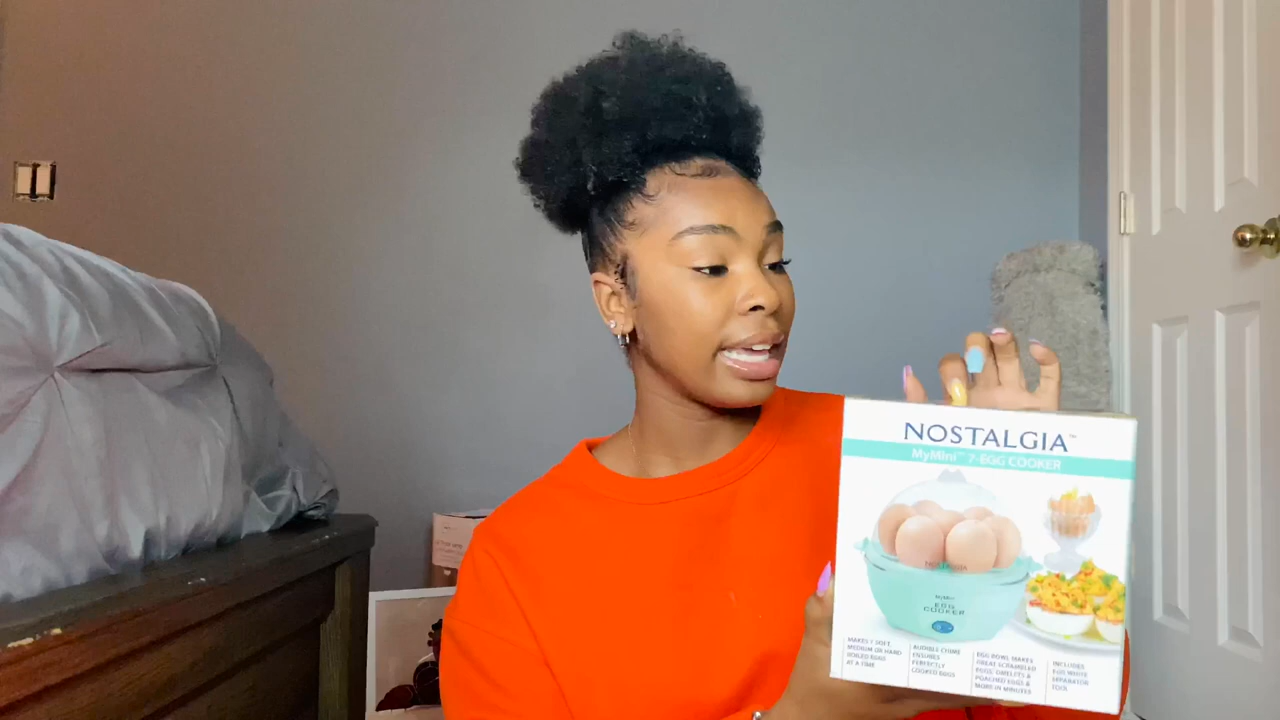 NOSTALGIA™
MyMini™ 7-EGG COOKER
NOSTALGIA
MyMini
EGG
COOKER
MAKES 7 SOFT,
MEDIUM OR HARD
BOILED EGGS
AT A TIME
AUDIBLE CHIME
ENSURES
PERFECTLY
COOKED EGGS
EGG BOWL MAKES
GREAT SCRAMBLED
EGGS, OMELETS &
POACHED EGGS &
MORE IN MINUTES
INCLUDES
EGG WHITE
SEPARATOR
TOOL